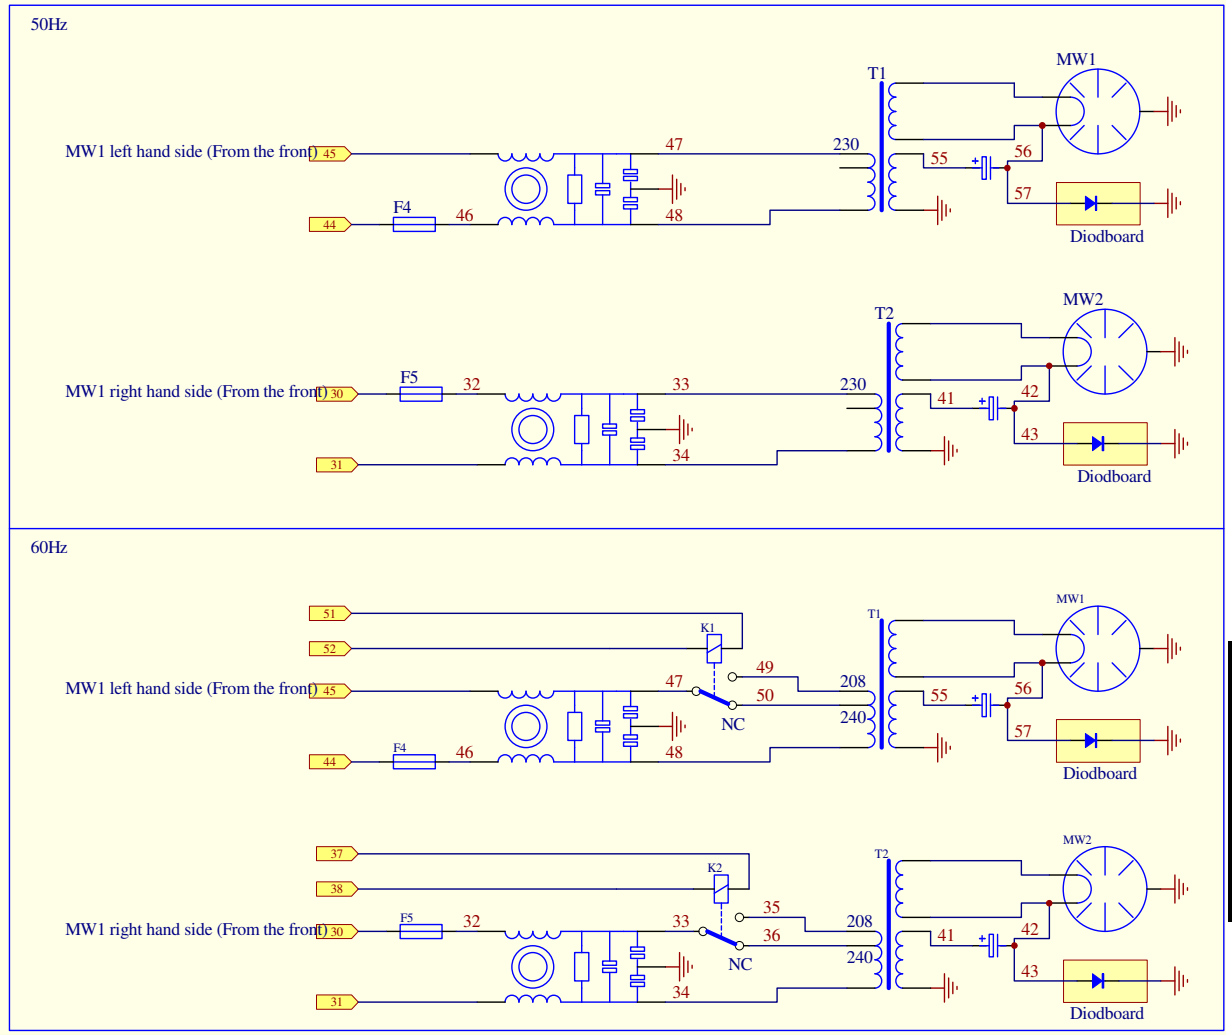 50Hz
MW1
T1
MW1 left hand side (From the front) 45 47 230 55 56
57
44 F4 46 48
Diodboard
MW2
T2
MW1 right hand side (From the front) 30 F5 32 33 230 41 42
43
31 34
Diodboard
60Hz
51
MW1
T1
K1
52
49
MW1 left hand side (From the front) 45 47 50 208 55 56
240
NC
57
44 F4 46 48
Diodboard
37
MW2
T2
K2
38
35
MW1 right hand side (From the front) 30 F5 32 33 36 208 41 42
240
NC
43
31 34
Diodboard